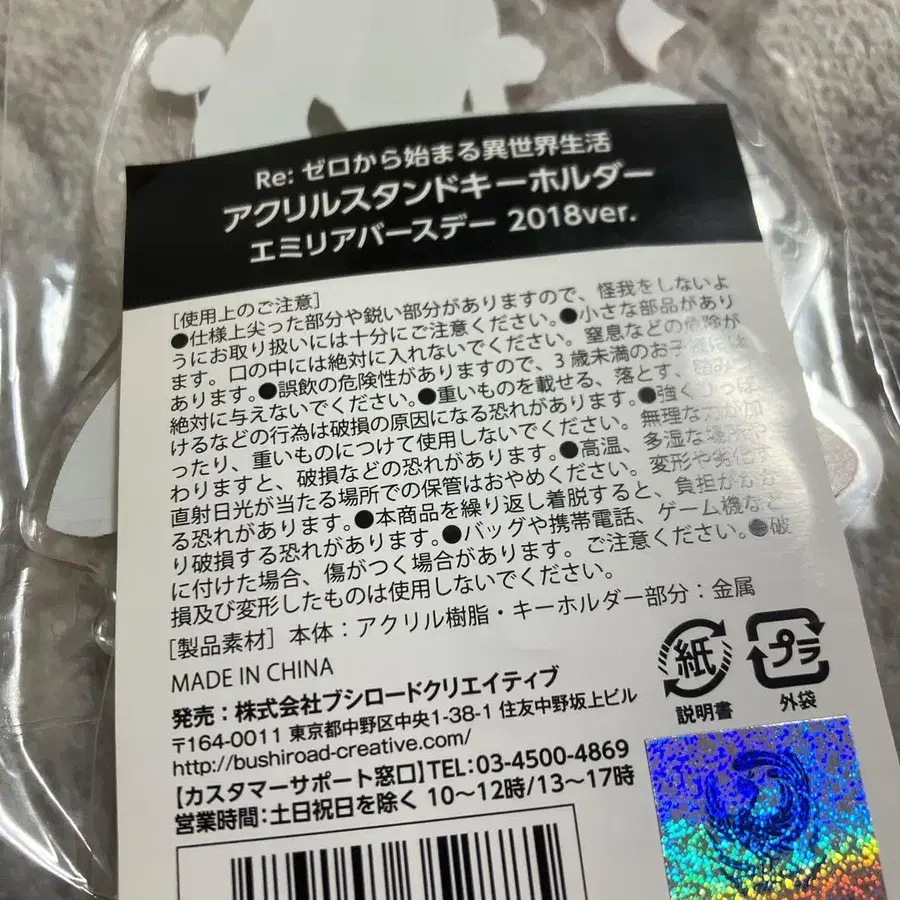 Re: ゼロから始まる異世界生活
アクリルスタンドキーホルダー
エミリアバースデー 2018ver.
[使用上のご注意]
●仕様上尖った部分や鋭い部分がありますので、怪我をしないよ
うにお取り扱いには十分にご注意ください。●小さな部品があり
ます。口の中には絶対に入れないでください。窒息などの危険が
あります。●誤飲の危険性がありますので、3歳未満のお子様には
絶対に与えないでください。●重いものを載せる、落とす、踏みつ
けるなどの行為は破損の原因になる恐れがあります。●強くひっぱ
ったり、重いものにつけて使用しないでください。無理な力が加
わりますと、破損などの恐れがあります。●高温、多湿な場所や
直射日光が当たる場所での保管はおやめください。変形や劣化す
る恐れがあります。●本商品を繰り返し着脱すると、負担がかか
り破損する恐れがあります。●バッグや携帯電話、ゲーム機など
に付けた場合、傷がつく場合があります。ご注意ください。●破
損及び変形したものは使用しないでください。
[製品素材] 本体：アクリル樹脂・キーホルダー部分：金属
MADE IN CHINA
発売：株式会社ブシロードクリエイティブ
〒164-0011 東京都中野区中央1-38-1 住友中野坂上ビル
http://bushiroad-creative.com/
【カスタマーサポート窓口】TEL：03-4500-4869
営業時間：土日祝日を除く 10～12時/13～17時
紙
説明書
プラ
外袋